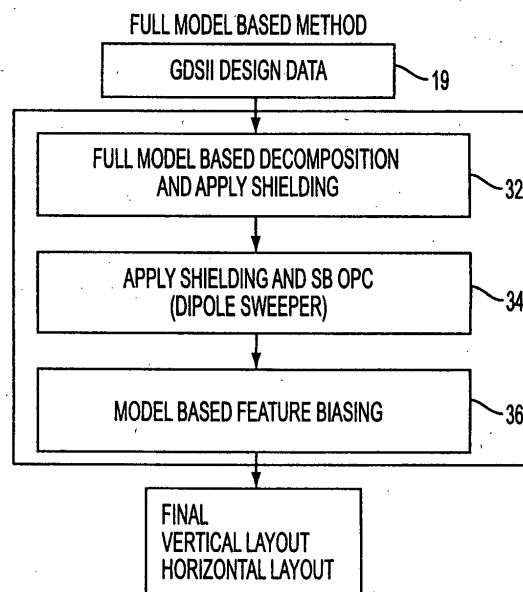 FULL MODEL BASED METHOD
GDSII DESIGN DATA
19
FULL MODEL BASED DECOMPOSITION
AND APPLY SHIELDING
32
APPLY SHIELDING AND SB OPC
(DIPOLE SWEEPER)
34
MODEL BASED FEATURE BIASING
36
FINAL
VERTICAL LAYOUT
HORIZONTAL LAYOUT